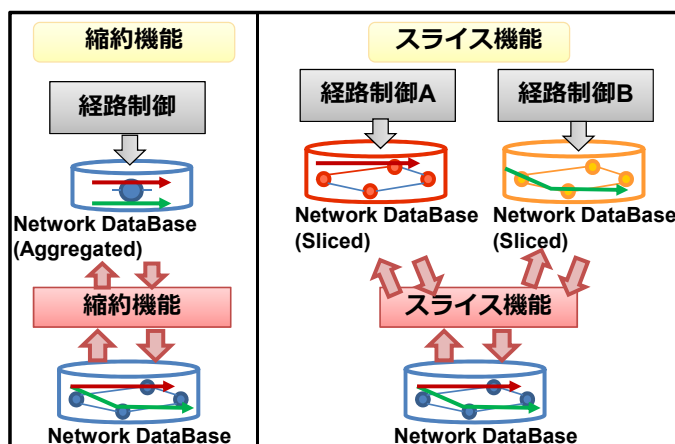 縮約機能
経路制御
Network DataBase
(Aggregated)
縮約機能
Network DataBase
スライス機能
経路制御A
経路制御B
Network DataBase
(Sliced)
Network DataBase
(Sliced)
スライス機能
Network DataBase